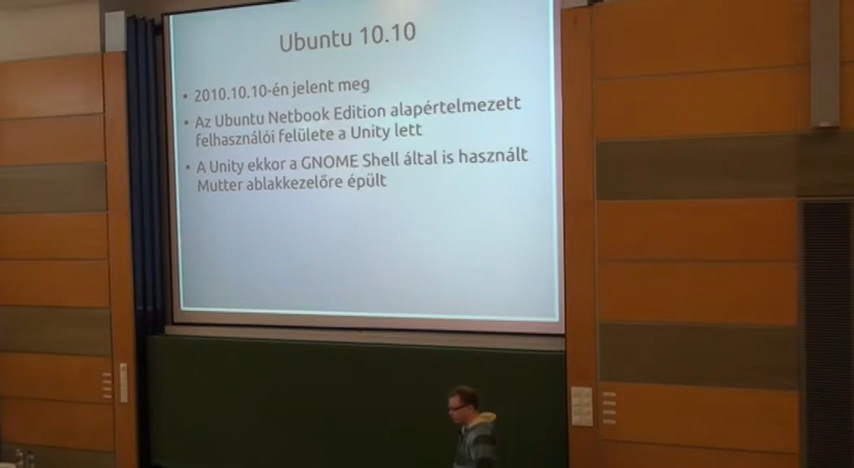 Ubuntu 10.10
• 2010.10.10-én jelent meg
• Az Ubuntu Netbook Edition alapértelmezett
felhasználói felülete a Unity lett
• A Unity ekkor a GNOME Shell által is használt
Mutter ablakkezelőre épült